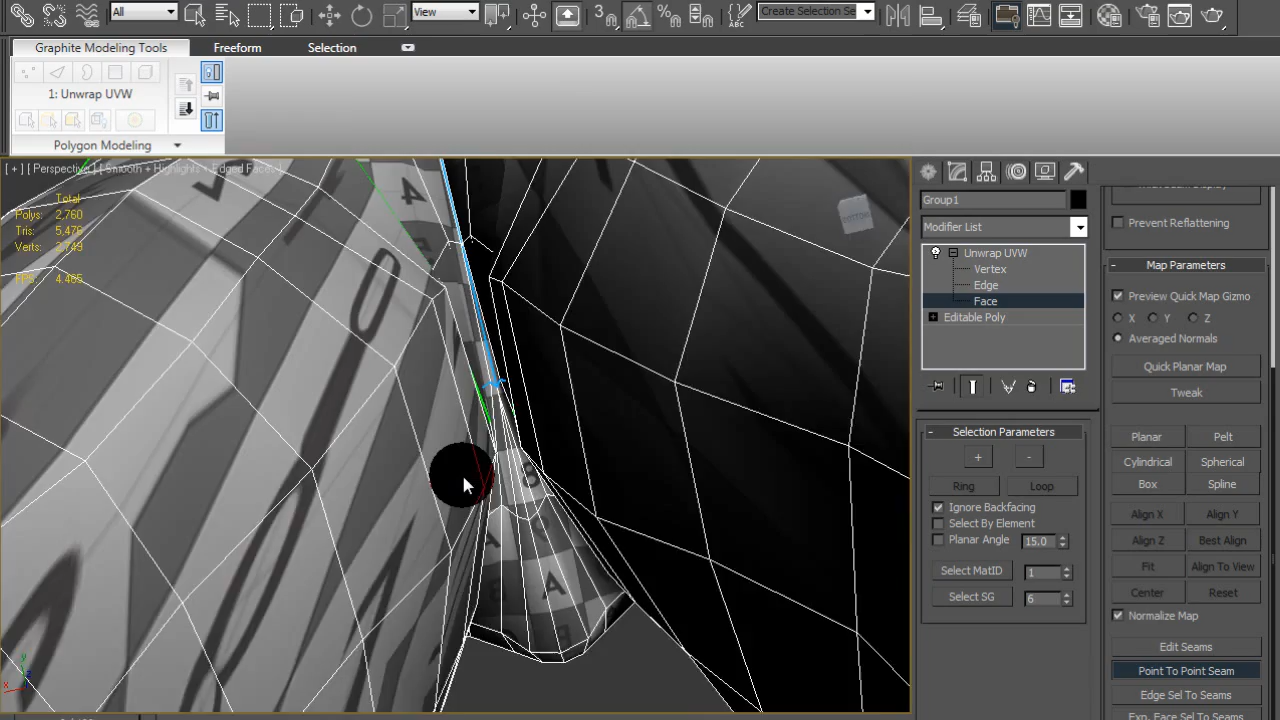 All
View
Create Selection Se
Graphite Modeling Tools
Freeform
Selection
1: Unwrap UVW
Polygon Modeling
[ + ] [ Perspective ] [ Smooth + Highlights + Edged Faces ]
Total
Polys: 2,760
Tris: 5,476
Verts: 2,749
FPS: 4.465
Group1
Modifier List
Unwrap UVW
Vertex
Edge
Face
Editable Poly
Selection Parameters
+
-
Ring
Loop
Ignore Backfacing
Select By Element
Planar Angle
15.0
Select MatID
1
Select SG
6
Prevent Reflattening
Map Parameters
Preview Quick Map Gizmo
X
Y
Z
Averaged Normals
Quick Planar Map
Tweak
Planar
Pelt
Cylindrical
Spherical
Box
Spline
Align X
Align Y
Align Z
Best Align
Fit
Align To View
Center
Reset
Normalize Map
Edit Seams
Point To Point Seam
Edge Sel To Seams
Exp. Face Sel To Seams